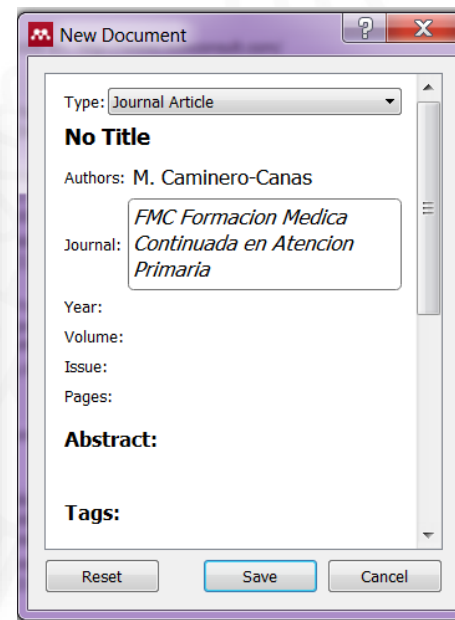 New Document
Type: Journal Article
No Title
Authors: M. Caminero-Canas
FMC Formacion Medica
Journal: Continuada en Atencion
Primaria
Year:
Volume:
Issue:
Pages:
Abstract:
Tags:
Reset Save Cancel